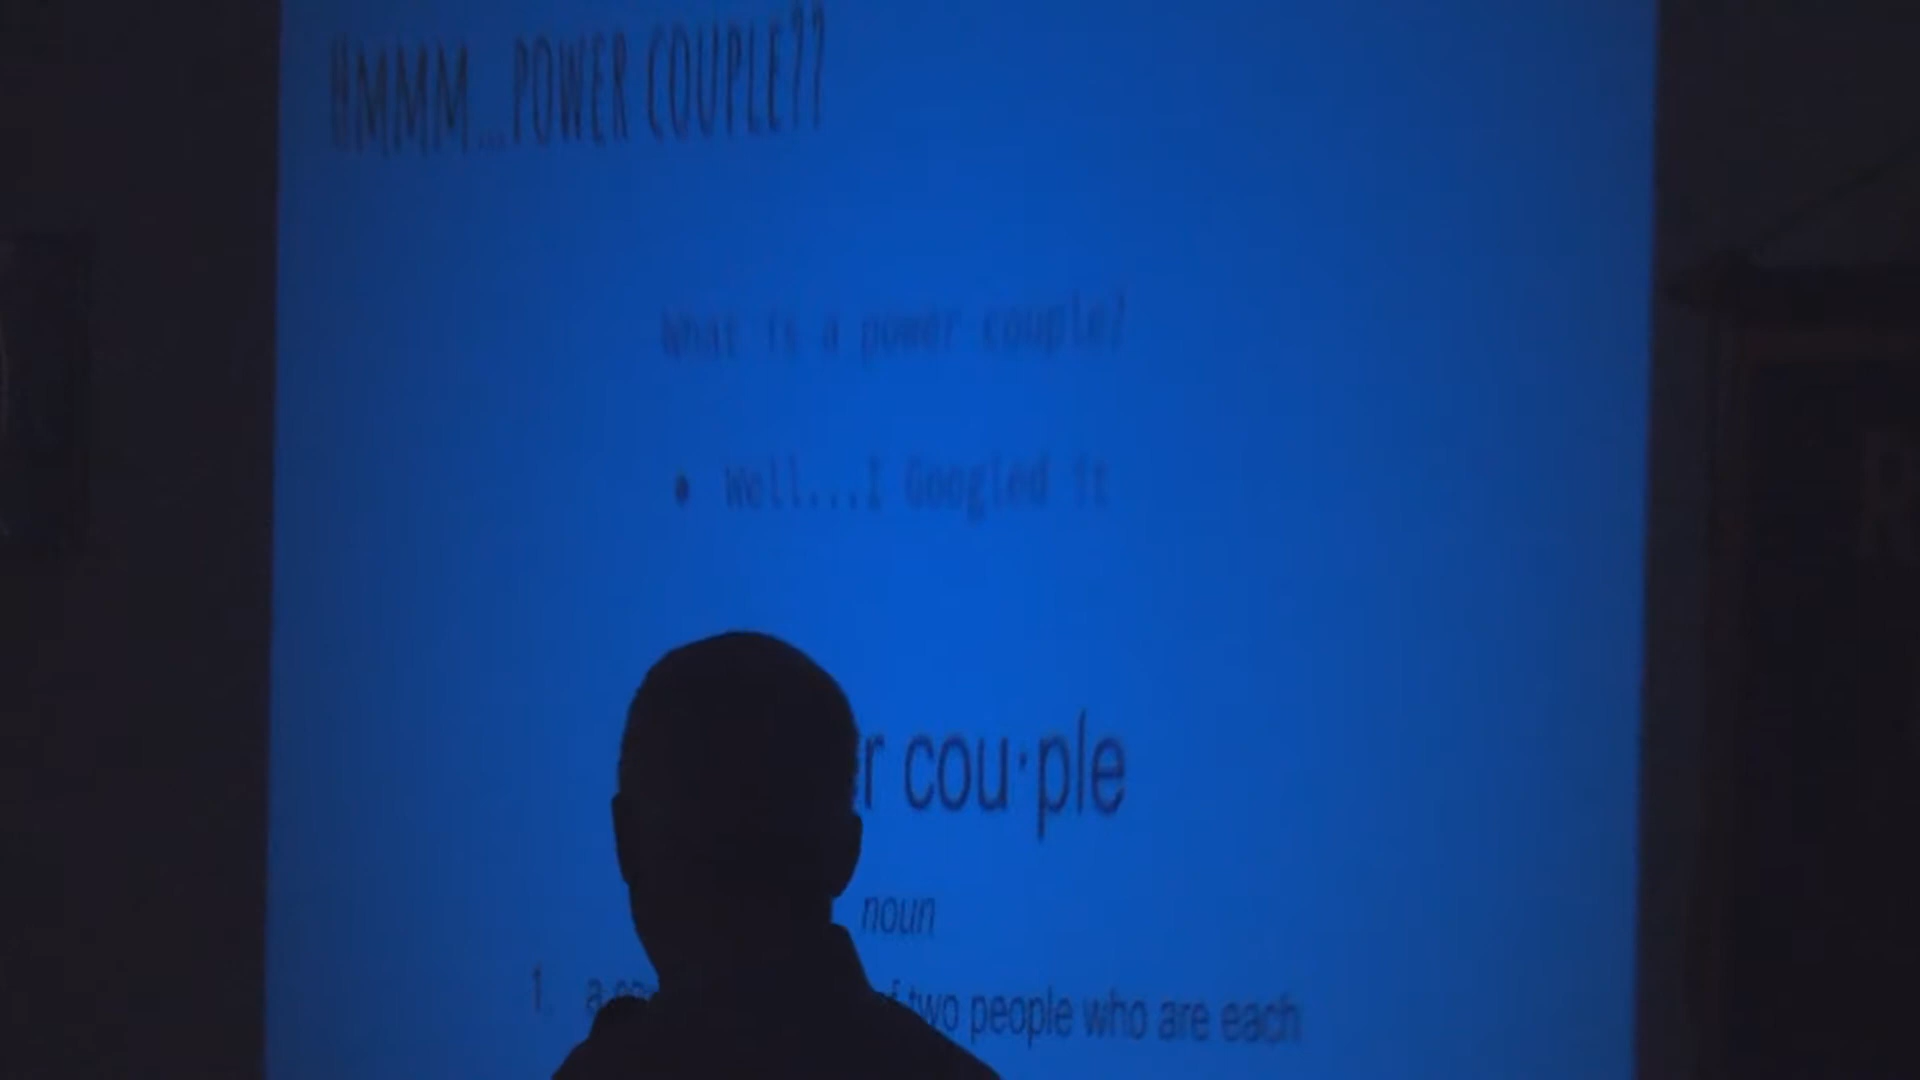 HMMM...POWER COUPLE??
What is a power couple?
• Well...I Googled it
r cou·ple
noun
1. a two people who are each